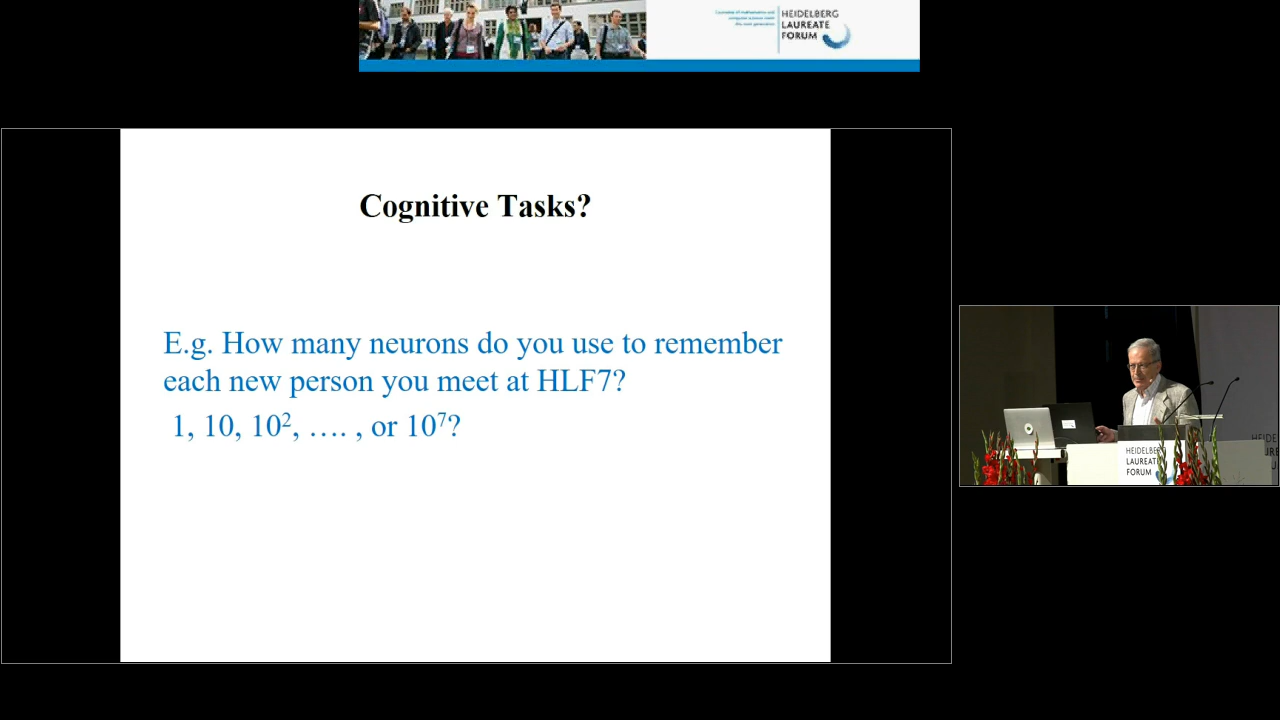 HEIDELBERG
LAUREATE
FORUM
Cognitive Tasks?
E.g. How many neurons do you use to remember
each new person you meet at HLF7?
1, 10, 10², …. , or 10⁷?
HEIDELBERG
LAUREATE
FORUM